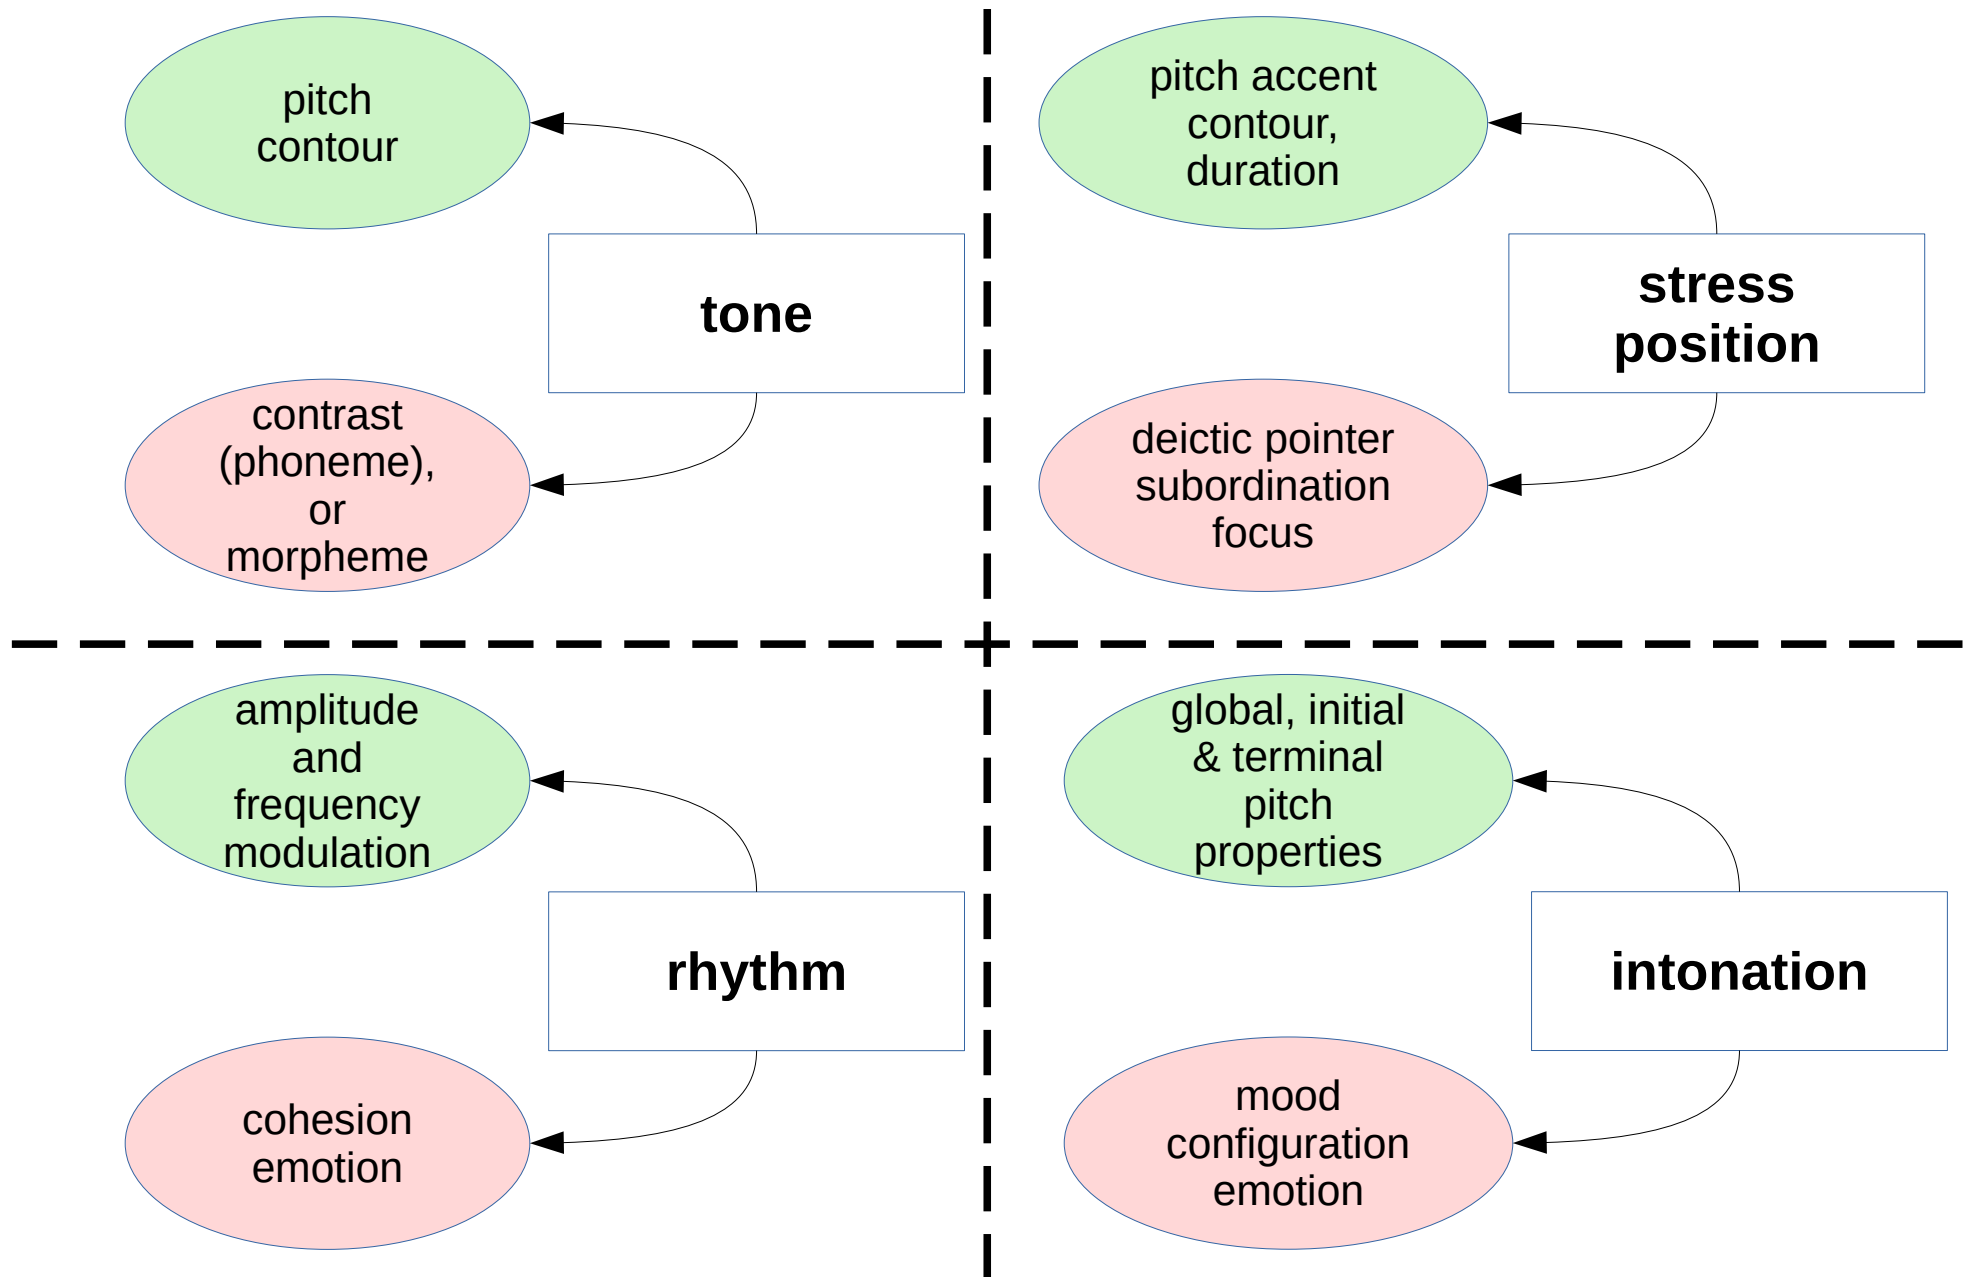 pitch
contour
tone
contrast
(phoneme),
or
morpheme
pitch accent
contour,
duration
stress
position
deictic pointer
subordination
focus
amplitude
and
frequency
modulation
rhythm
cohesion
emotion
global, initial
& terminal
pitch
properties
intonation
mood
configuration
emotion